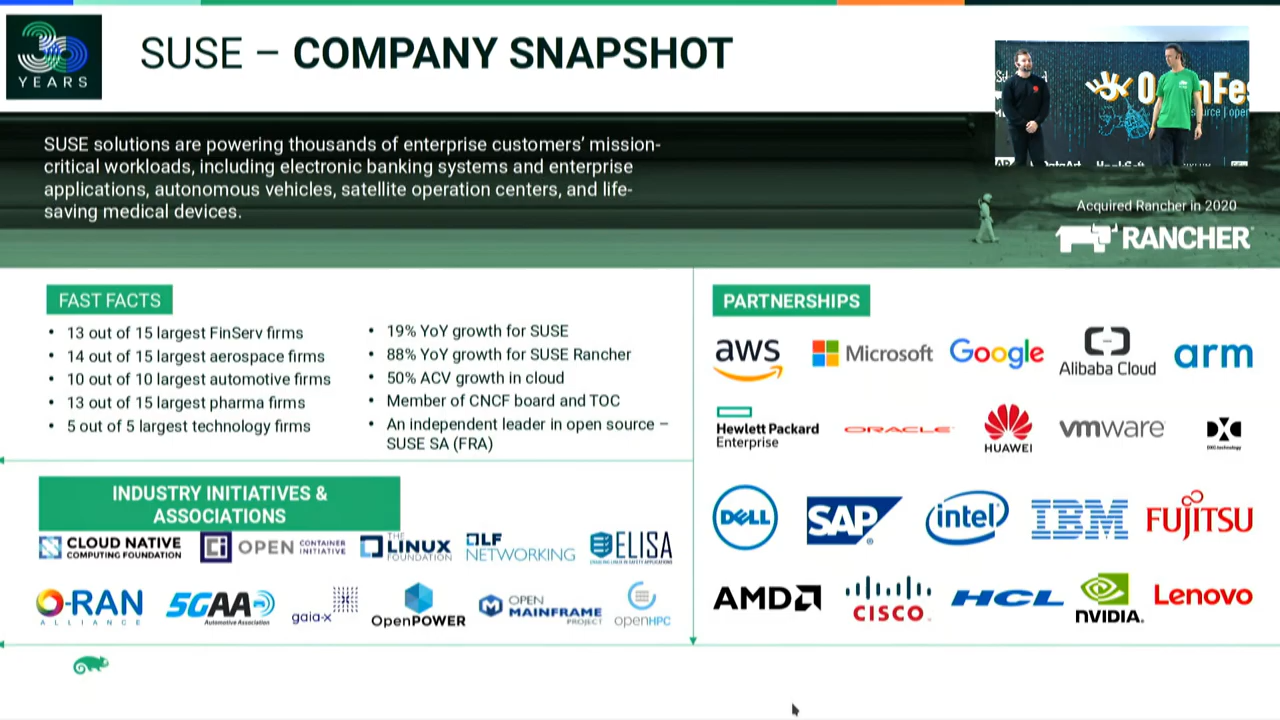 30
YEARS
SUSE – COMPANY SNAPSHOT
SUSE solutions are powering thousands of enterprise customers’ mission-
critical workloads, including electronic banking systems and enterprise
applications, autonomous vehicles, satellite operation centers, and life-
saving medical devices.
Acquired Rancher in 2020
RANCHER
FAST FACTS
• 13 out of 15 largest FinServ firms
• 14 out of 15 largest aerospace firms
• 10 out of 10 largest automotive firms
• 13 out of 15 largest pharma firms
• 5 out of 5 largest technology firms
• 19% YoY growth for SUSE
• 88% YoY growth for SUSE Rancher
• 50% ACV growth in cloud
• Member of CNCF board and TOC
• An independent leader in open source –
SUSE SA (FRA)
INDUSTRY INITIATIVES &
ASSOCIATIONS
CLOUD NATIVE
COMPUTING FOUNDATION
OPEN CONTAINER
INITIATIVE
THE
LINUX
FOUNDATION
LF
NETWORKING
ELISA
ENABLING LINUX IN SAFETY APPLICATIONS
O-RAN
ALLIANCE
5GAA
Automotive Association
gaia-x
OpenPOWER
OPEN
MAINFRAME
PROJECT
openHPC
PARTNERSHIPS
aws
Microsoft
Google
Alibaba Cloud
arm
Hewlett Packard
Enterprise
ORACLE
HUAWEI
vmware
DXC.technology
DELL
SAP
intel
IBM
FUJITSU
AMD
CISCO
HCL
NVIDIA.
Lenovo